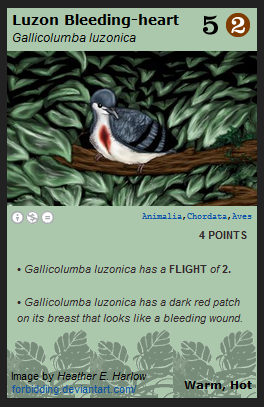 Luzon Bleeding-heart 5 2
Gallicolumba luzonica
Animalia,Chordata,Aves
4 POINTS
• Gallicolumba luzonica has a FLIGHT of 2.
• Gallicolumba luzonica has a dark red patch
on its breast that looks like a bleeding wound.
Image by Heather E. Harlow
forbidding.deviantart.com/
Warm, Hot